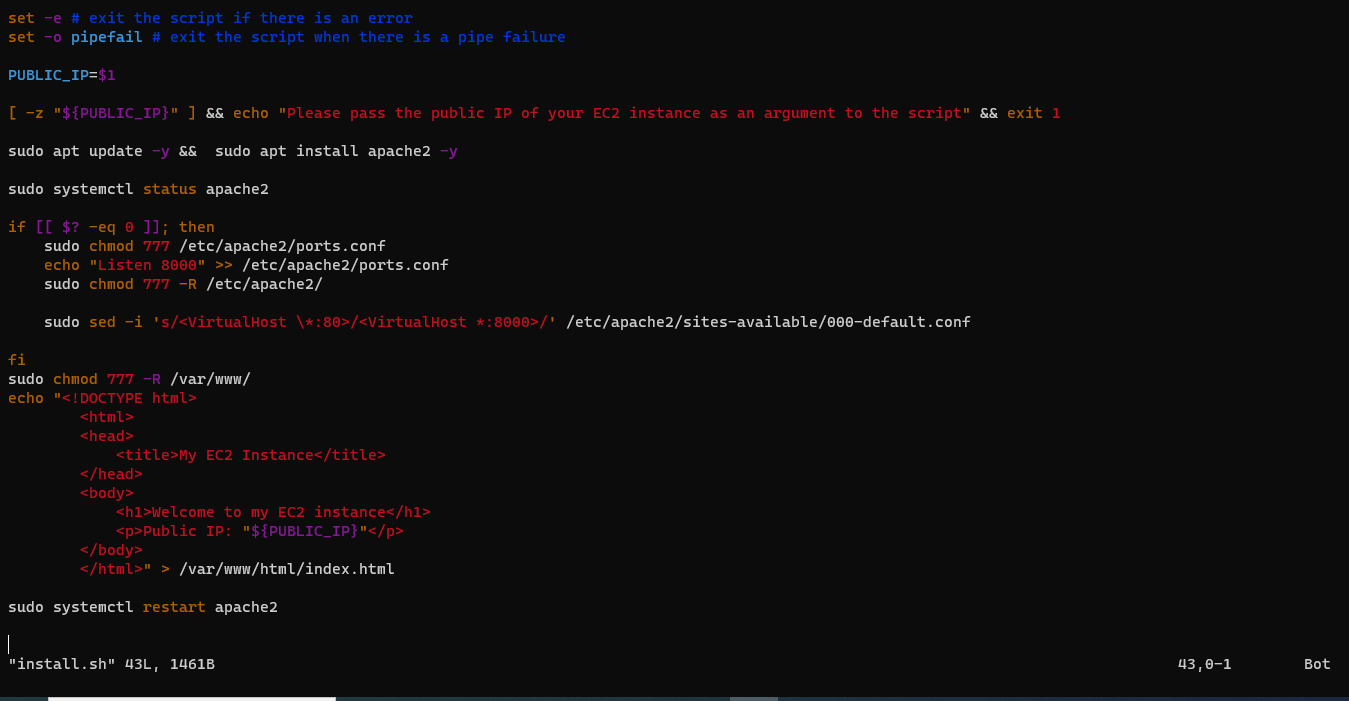 set -e # exit the script if there is an error
set -o pipefail # exit the script when there is a pipe failure
PUBLIC_IP=$1
[ -z "${PUBLIC_IP}" ] && echo "Please pass the public IP of your EC2 instance as an argument to the script" && exit 1
sudo apt update -y &&  sudo apt install apache2 -y
sudo systemctl status apache2
if [[ $? -eq 0 ]]; then
    sudo chmod 777 /etc/apache2/ports.conf
    echo "Listen 8000" >> /etc/apache2/ports.conf
    sudo chmod 777 -R /etc/apache2/
    sudo sed -i 's/<VirtualHost \*:80>/<VirtualHost *:8000>/' /etc/apache2/sites-available/000-default.conf
fi
sudo chmod 777 -R /var/www/
echo "<!DOCTYPE html>
        <html>
        <head>
            <title>My EC2 Instance</title>
        </head>
        <body>
            <h1>Welcome to my EC2 instance</h1>
            <p>Public IP: "${PUBLIC_IP}"</p>
        </body>
        </html>" > /var/www/html/index.html
sudo systemctl restart apache2
"install.sh" 43L, 1461B 43,0-1 Bot